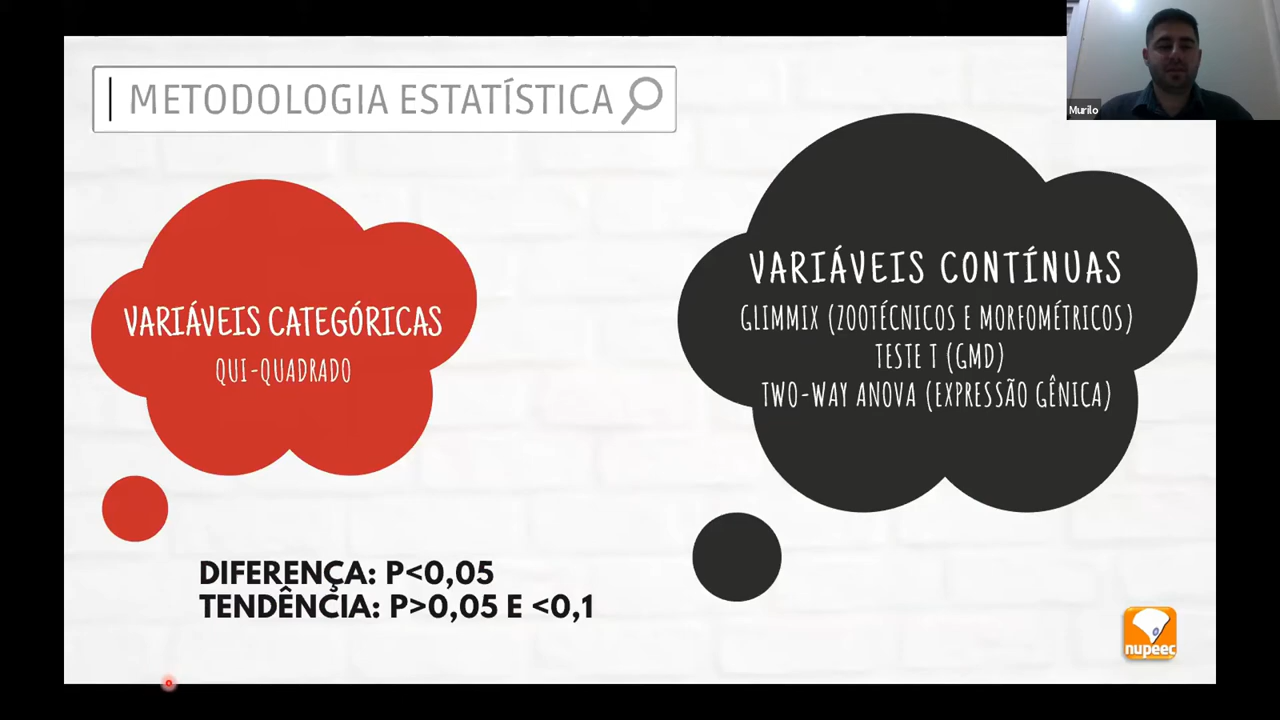 METODOLOGIA ESTATÍSTICA
Murilo
VARIÁVEIS CATEGÓRICAS
QUI-QUADRADO
VARIÁVEIS CONTÍNUAS
GLIMMIX (ZOOTÉCNICOS E MORFOMÉTRICOS)
TESTE T (GMD)
TWO-WAY ANOVA (EXPRESSÃO GÊNICA)
DIFERENÇA: P<0,05
TENDÊNCIA: P>0,05 E <0,1
nupeec